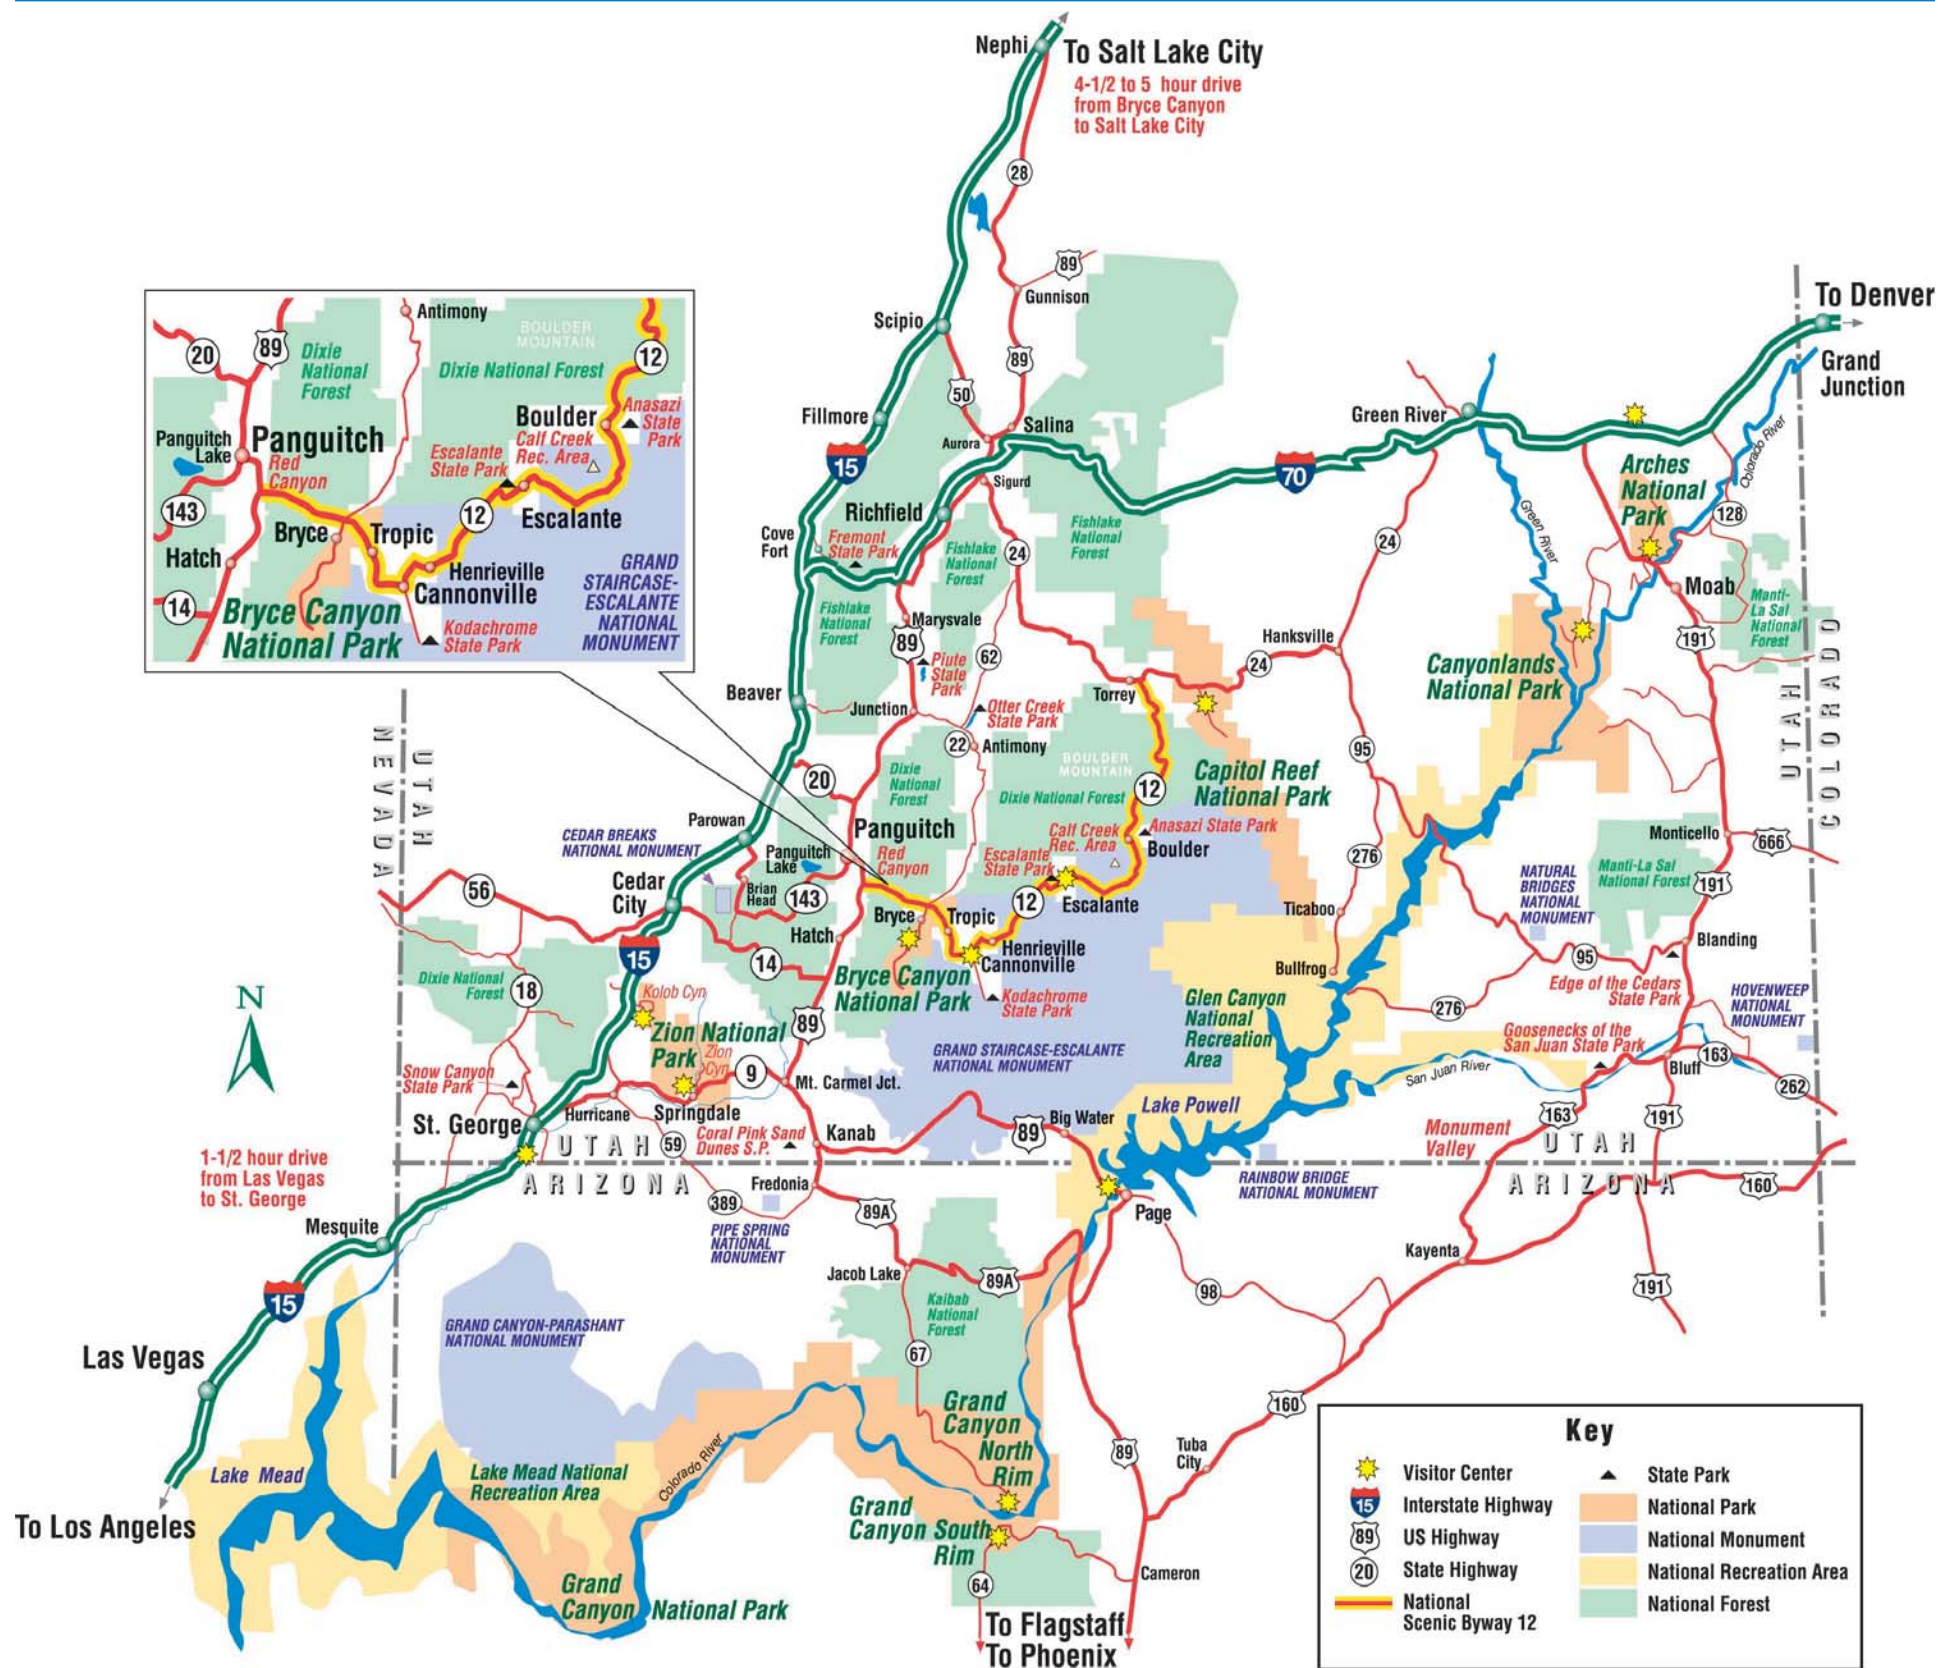 Nephi
To Salt Lake City
4-1/2 to 5 hour drive
from Bryce Canyon
to Salt Lake City
28
89
Gunnison
Scipio
89
50
Fillmore
Salina
Aurora
15
Sigurd
Richfield
Cove
Fort
Fremont
State Park
Fishlake
National
Forest
24
Fishlake
National
Forest
Fishlake
National
Forest
70
Green River
To Denver
Grand
Junction
Colorado River
Arches
National
Park
128
Green River
24
Moab
Manti-
La Sal
National
Forest
191
UTAH
COLORADO
Antimony
BOULDER
MOUNTAIN
20
89
Dixie
National
Forest
Dixie National Forest
12
Boulder
Anasazi
State
Park
Panguitch
Lake
Panguitch
Red
Canyon
Calf Creek
Rec. Area
Escalante
State Park
143
12
Escalante
Bryce
Tropic
Hatch
Henrieville
Cannonville
GRAND
STAIRCASE-
ESCALANTE
NATIONAL
MONUMENT
14
Bryce Canyon
National Park
Kodachrome
State Park
Marysvale
89
62
Piute
State
Park
Beaver
Junction
Otter Creek
State Park
22
Antimony
Torrey
24
Hanksville
Canyonlands
National Park
NEVADA
UTAH
20
Dixie
National
Forest
BOULDER
MOUNTAIN
Dixie National Forest
12
Capitol Reef
National Park
95
Parowan
Panguitch
CEDAR BREAKS
NATIONAL MONUMENT
Panguitch
Lake
Red
Canyon
Calf Creek
Rec. Area
Anasazi State Park
Boulder
Escalante
State
Park
276
Monticello
666
Manti-La Sal
National Forest
191
NATURAL
BRIDGES
NATIONAL
MONUMENT
56
Cedar
City
Brian
Head
143
Bryce
Tropic
12
Escalante
Ticaboo
Hatch
Henrieville
Cannonville
15
14
Bryce Canyon
National Park
Kodachrome
State Park
Bullfrog
95
Blanding
Edge of the Cedars
State Park
276
HOVENWEEP
NATIONAL
MONUMENT
Dixie National
Forest
18
Kolob Cyn
Zion National
Park
Zion
Cyn
89
9
Mt. Carmel Jct.
GRAND STAIRCASE-ESCALANTE
NATIONAL MONUMENT
Glen Canyon
National
Recreation
Area
Goosenecks of the
San Juan State Park
Bluff
163
262
San Juan River
N
Snow Canyon
State Park
Hurricane
Springdale
St. George
UTAH
59
Coral Pink Sand
Dunes S.P.
Kanab
89
Big Water
Lake Powell
163
191
Monument
Valley
UTAH
1-1/2 hour drive
from Las Vegas
to St. George
ARIZONA
Fredonia
389
PIPE SPRING
NATIONAL
MONUMENT
89A
RAINBOW BRIDGE
NATIONAL MONUMENT
ARIZONA
160
Page
Mesquite
Kayenta
15
Jacob Lake
89A
98
191
GRAND CANYON-PARASHANT
NATIONAL MONUMENT
Kaibab
National
Forest
67
Las Vegas
Grand
Canyon
North
Rim
160
89
Tuba
City
Lake Mead
Lake Mead National
Recreation Area
Colorado River
To Los Angeles
Grand
Canyon South
Rim
Cameron
64
Grand
Canyon National Park
To Flagstaff
To Phoenix
Key
Visitor Center
15
Interstate Highway
89
US Highway
20
State Highway
National
Scenic Byway 12
State Park
National Park
National Monument
National Recreation Area
National Forest